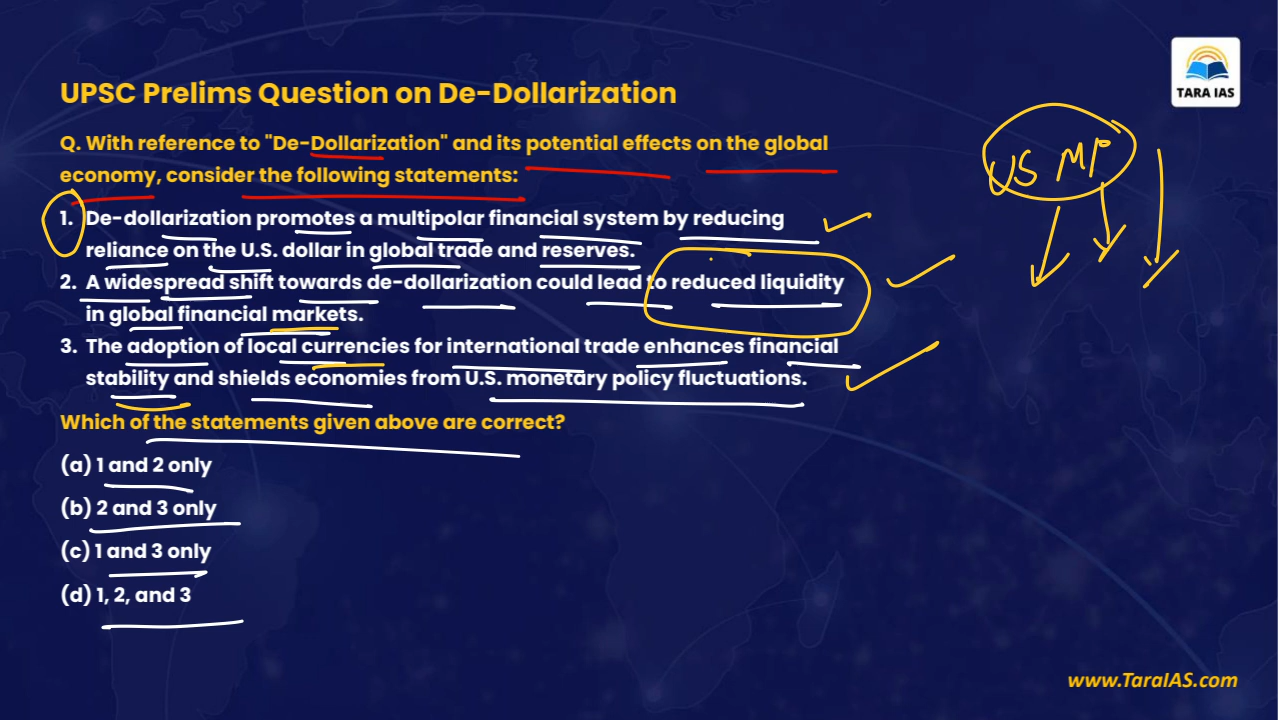 TARA IAS
UPSC Prelims Question on De-Dollarization
Q. With reference to "De-Dollarization" and its potential effects on the global
economy, consider the following statements:
1. De-dollarization promotes a multipolar financial system by reducing
reliance on the U.S. dollar in global trade and reserves.
2. A widespread shift towards de-dollarization could lead to reduced liquidity
in global financial markets.
3. The adoption of local currencies for international trade enhances financial
stability and shields economies from U.S. monetary policy fluctuations.
Which of the statements given above are correct?
(a) 1 and 2 only
(b) 2 and 3 only
(c) 1 and 3 only
(d) 1, 2, and 3
US MP
www.TaraIAS.com